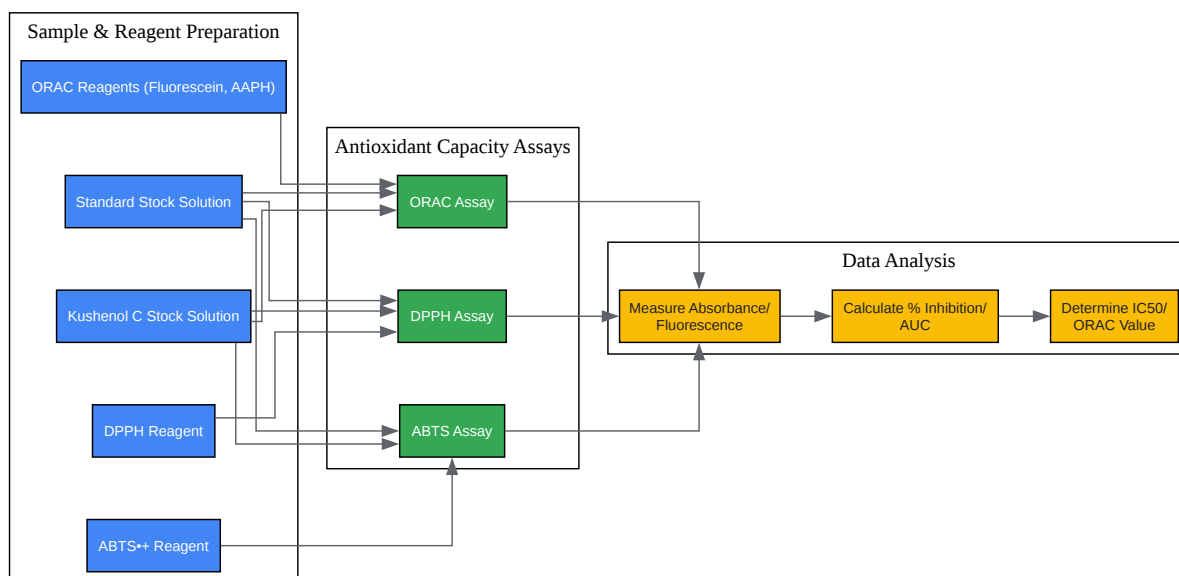 Sample & Reagent Preparation
ORAC Reagents (Fluorescein, AAPH)
Standard Stock Solution
Kushenol C Stock Solution
DPPH Reagent
ABTS•+ Reagent
Antioxidant Capacity Assays
ORAC Assay
DPPH Assay
ABTS Assay
Data Analysis
Measure Absorbance/
Fluorescence
Calculate % Inhibition/
AUC
Determine IC50/
ORAC Value